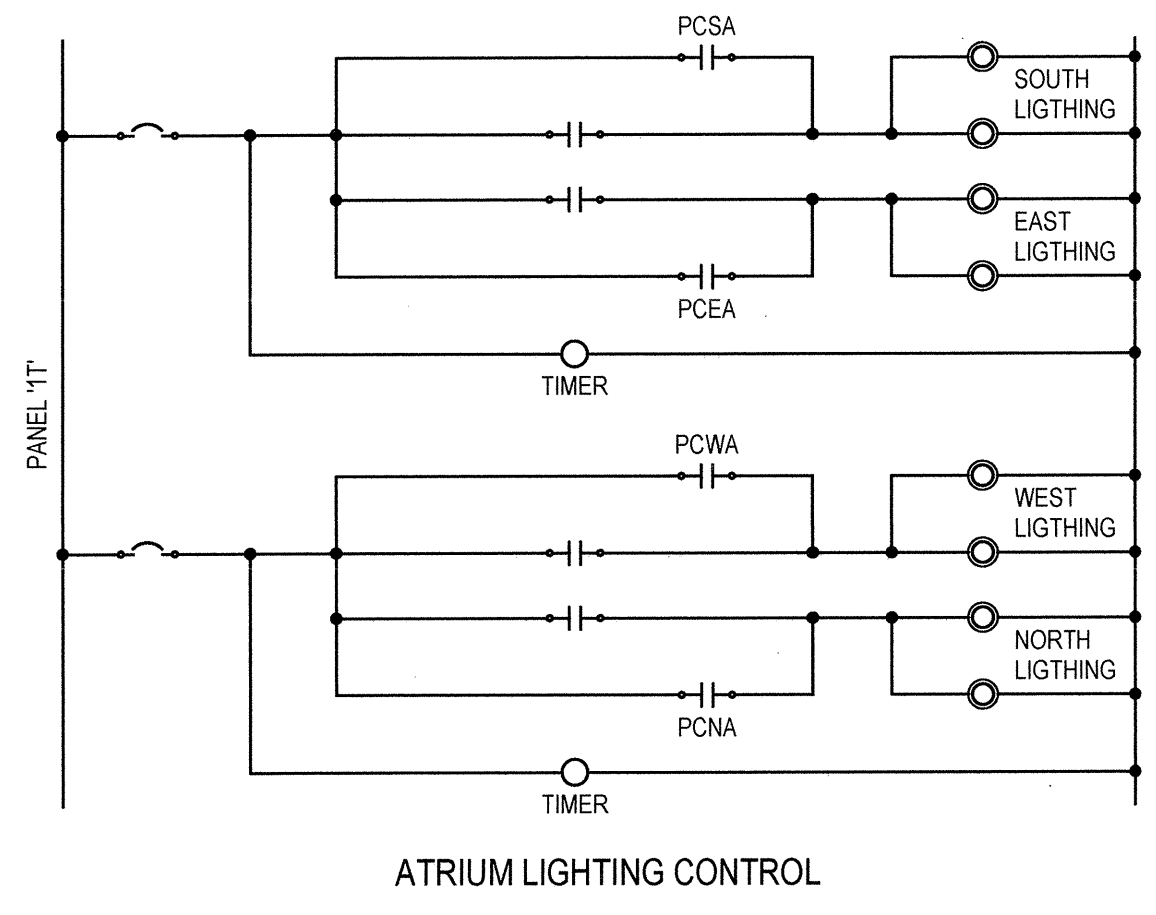 PCSA
SOUTH
LIGTHING
EAST
LIGTHING
PCEA
TIMER
PANEL '1T'
PCWA
WEST
LIGTHING
NORTH
LIGTHING
PCNA
TIMER
ATRIUM LIGHTING CONTROL